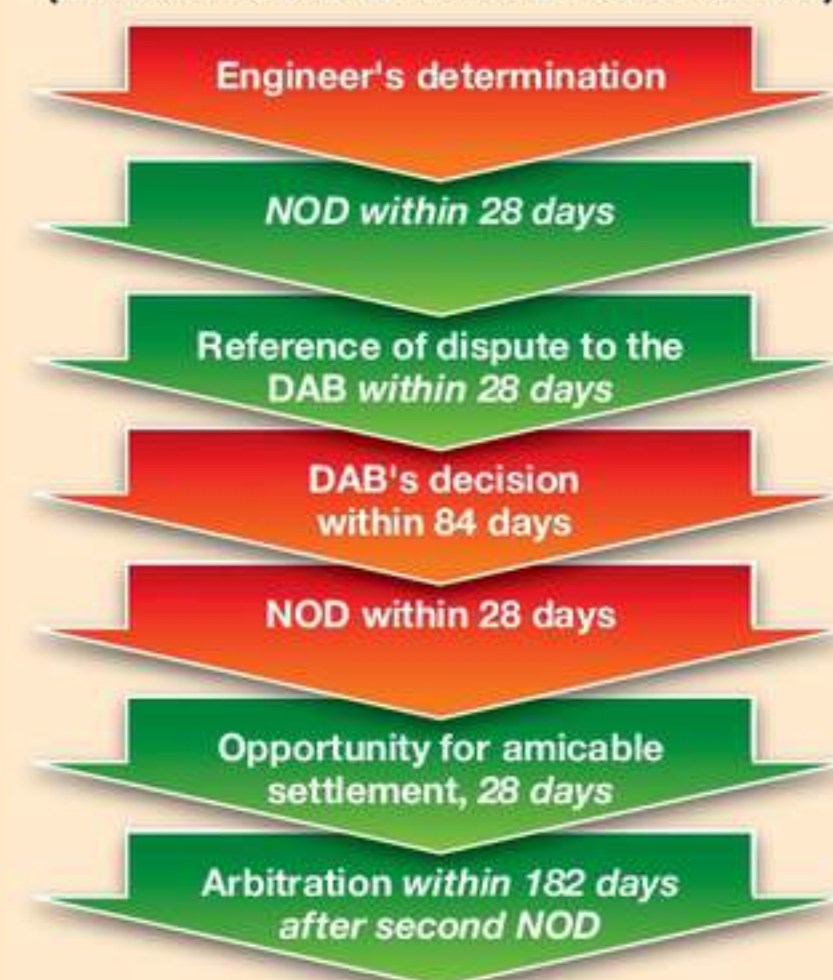 Engineer's determination
NOD within 28 days
Reference of dispute to the
DAB within 28 days
DAB's decision
within 84 days
NOD within 28 days
Opportunity for amicable
settlement, 28 days
Arbitration within 182 days
after second NOD